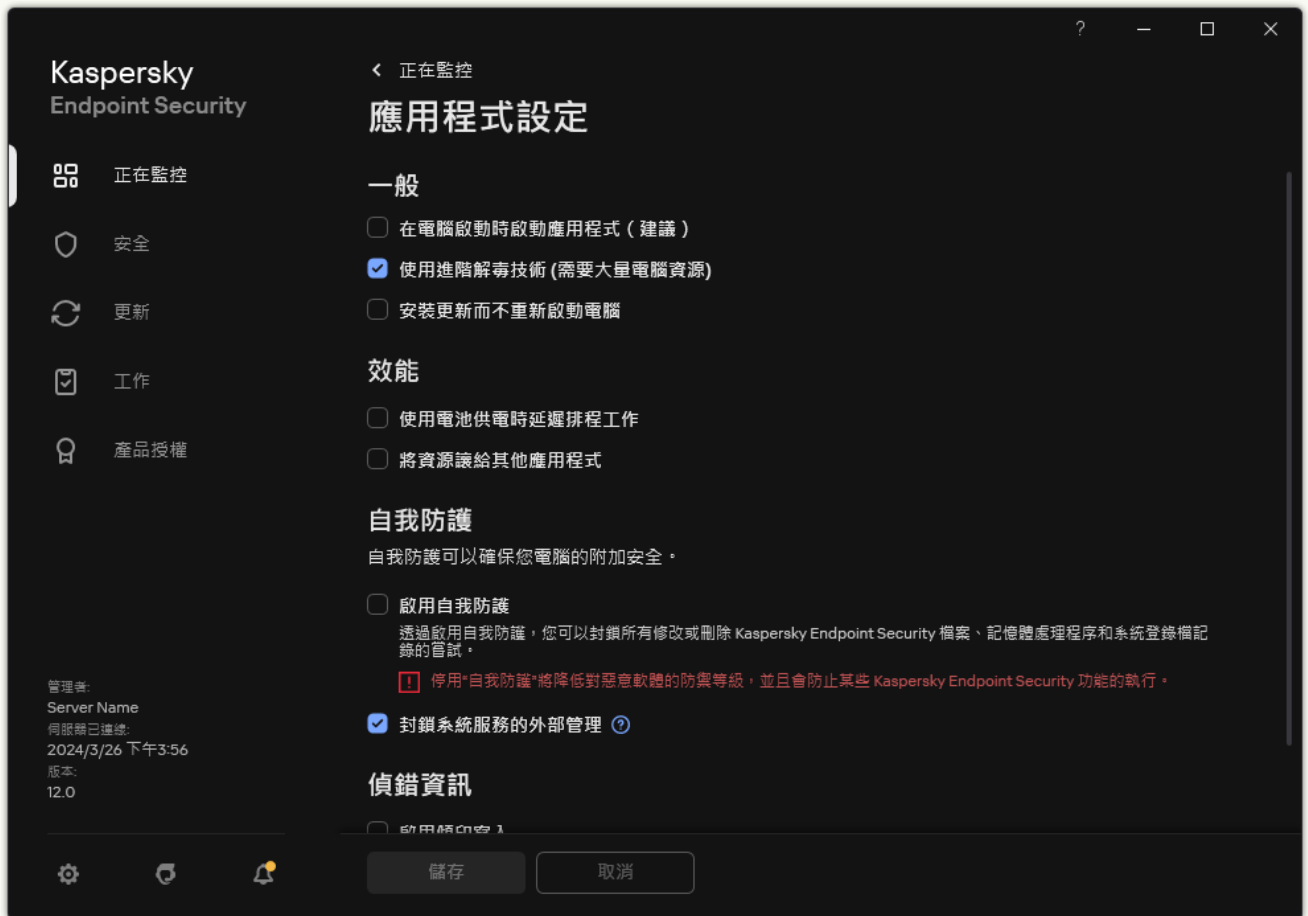 Kaspersky
Endpoint Security
正在監控
安全
更新
工作
產品授權
管理者:
Server Name
伺服器已連線:
2024/3/26 下午3:56
版本:
12.0
正在監控
應用程式設定
一般
在電腦啟動時啟動應用程式 ( 建議 )
使用進階解毒技術 (需要大量電腦資源)
安裝更新而不重新啟動電腦
效能
使用電池供電時延遲排程工作
將資源讓給其他應用程式
自我防護
自我防護可以確保您電腦的附加安全。
啟用自我防護
透過啟用自我防護，您可以封鎖所有修改或刪除 Kaspersky Endpoint Security 檔案、記憶體處理程序和系統登錄檔記
錄的嘗試。
停用"自我防護"將降低對惡意軟體的防禦等級，並且會防止某些 Kaspersky Endpoint Security 功能的執行。
封鎖系統服務的外部管理
偵錯資訊
啟用傾印寫入
儲存
取消